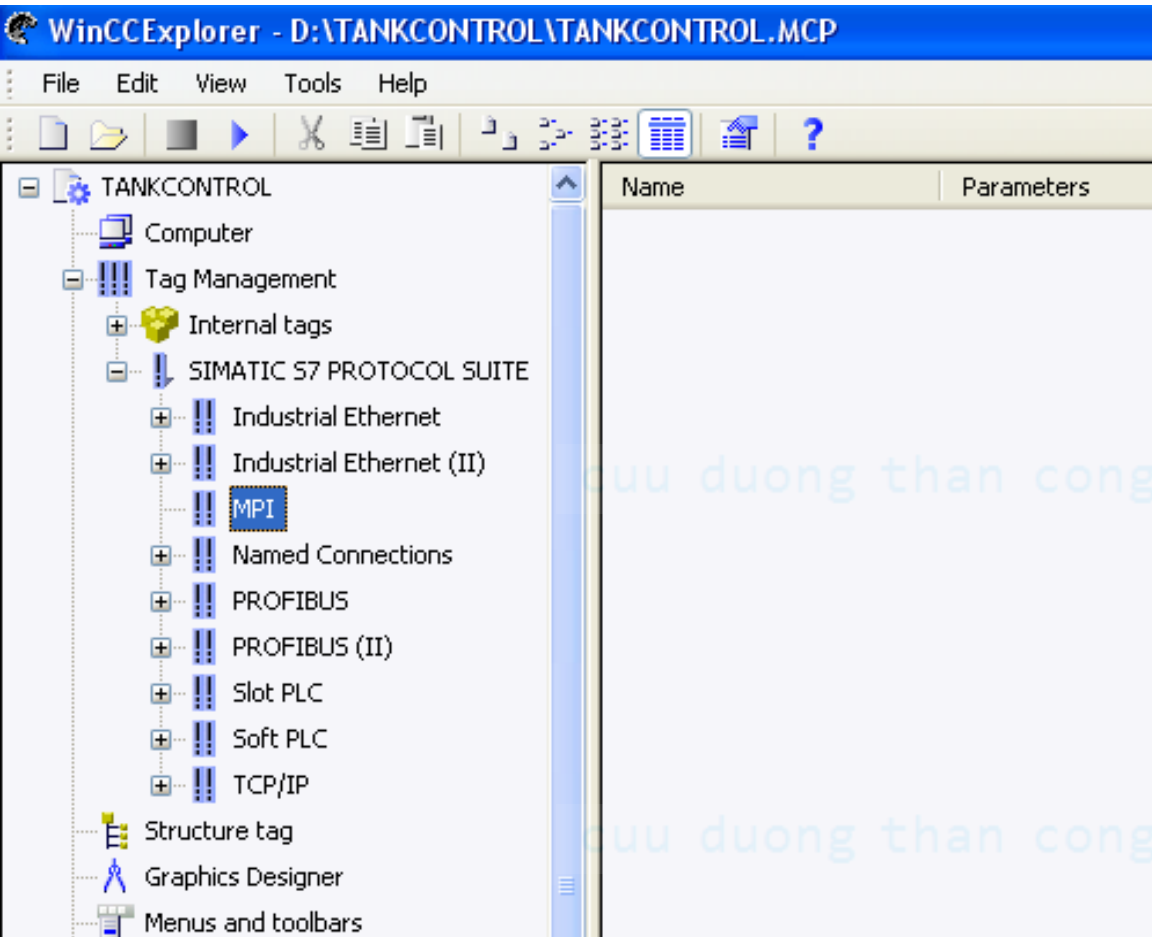 WinCCExplorer - D:\TANKCONTROL\TANKCONTROL.MCP
File Edit View Tools Help
TANKCONTROL
Name Parameters
Computer
Tag Management
Internal tags
SIMATIC S7 PROTOCOL SUITE
Industrial Ethernet
Industrial Ethernet (II)
cuu duong than cong
MPI
Named Connections
PROFIBUS
PROFIBUS (II)
Slot PLC
Soft PLC
TCP/IP
Structure tag
cuu duong than cong
Graphics Designer
Menus and toolbars